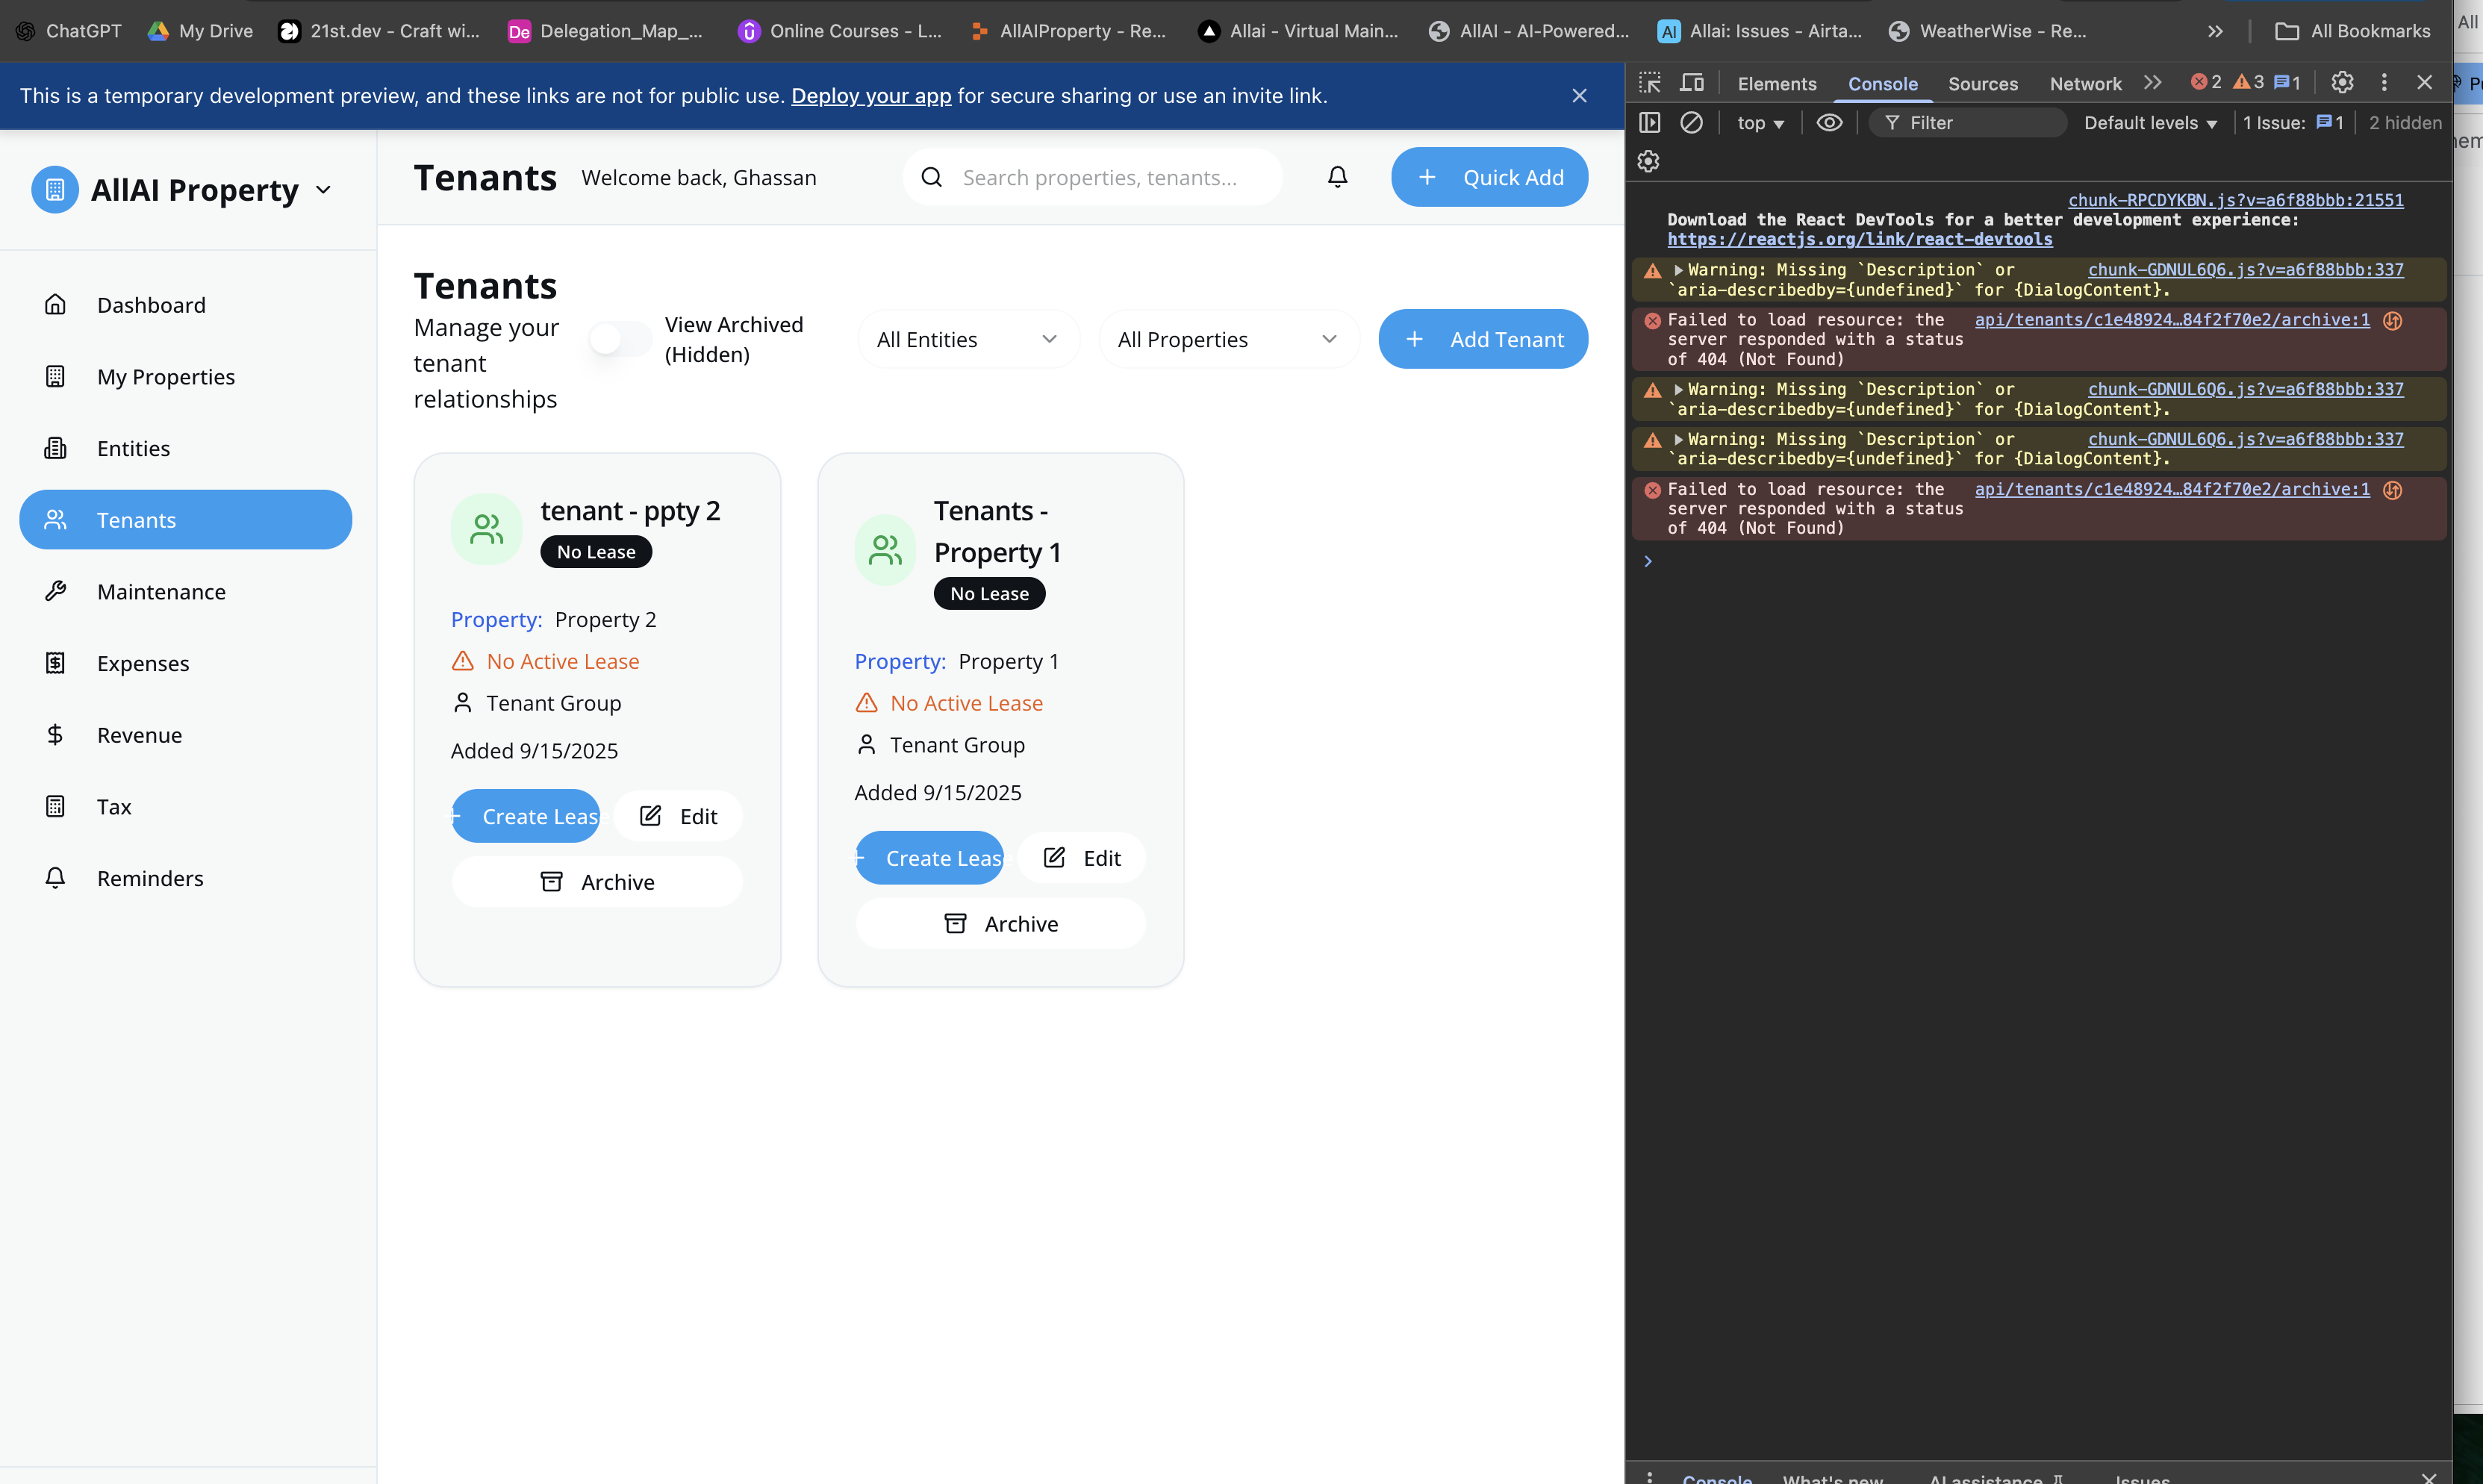 ChatGPT
My Drive
21st.dev - Craft wi...
De
Delegation_Map_...
Online Courses - L...
AllAIProperty - Re...
Allai - Virtual Main...
AllAI - AI-Powered...
AI
Allai: Issues - Airta...
WeatherWise - Re...
All Bookmarks
All
This is a temporary development preview, and these links are not for public use. Deploy your app for secure sharing or use an invite link.
AllAI Property
Dashboard
My Properties
Entities
Tenants
Maintenance
Expenses
Revenue
Tax
Reminders
Tenants
Welcome back, Ghassan
Search properties, tenants...
+ Quick Add
Tenants
Manage your
tenant
relationships
View Archived
(Hidden)
All Entities
All Properties
+ Add Tenant
tenant - ppty 2
No Lease
Property: Property 2
No Active Lease
Tenant Group
Added 9/15/2025
+ Create Lease
Edit
Archive
Tenants -
Property 1
No Lease
Property: Property 1
No Active Lease
Tenant Group
Added 9/15/2025
+ Create Lease
Edit
Archive
Elements
Console
Sources
Network
2
3
1
top
Filter
Default levels
1 Issue: 1
2 hidden
chunk-RPCDYKBN.js?v=a6f88bbb:21551
Download the React DevTools for a better development experience:
https://reactjs.org/link/react-devtools
Warning: Missing `Description` or chunk-GDNUL6Q6.js?v=a6f88bbb:337
`aria-describedby={undefined}` for {DialogContent}.
Failed to load resource: the api/tenants/c1e48924…84f2f70e2/archive:1
server responded with a status
of 404 (Not Found)
Warning: Missing `Description` or chunk-GDNUL6Q6.js?v=a6f88bbb:337
`aria-describedby={undefined}` for {DialogContent}.
Warning: Missing `Description` or chunk-GDNUL6Q6.js?v=a6f88bbb:337
`aria-describedby={undefined}` for {DialogContent}.
Failed to load resource: the api/tenants/c1e48924…84f2f70e2/archive:1
server responded with a status
of 404 (Not Found)
Console
What's new
AI assistance
Issues